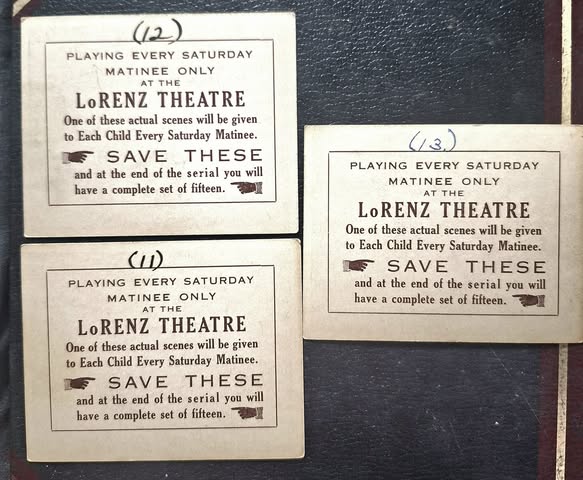 (12)
PLAYING EVERY SATURDAY
MATINEE ONLY
AT THE
LoRENZ THEATRE
One of these actual scenes will be given
to Each Child Every Saturday Matinee.
SAVE THESE
and at the end of the serial you will
have a complete set of fifteen.
(11)
PLAYING EVERY SATURDAY
MATINEE ONLY
AT THE
LoRENZ THEATRE
One of these actual scenes will be given
to Each Child Every Saturday Matinee.
SAVE THESE
and at the end of the serial you will
have a complete set of fifteen.
(13.)
PLAYING EVERY SATURDAY
MATINEE ONLY
AT THE
LoRENZ THEATRE
One of these actual scenes will be given
to Each Child Every Saturday Matinee.
SAVE THESE
and at the end of the serial you will
have a complete set of fifteen.